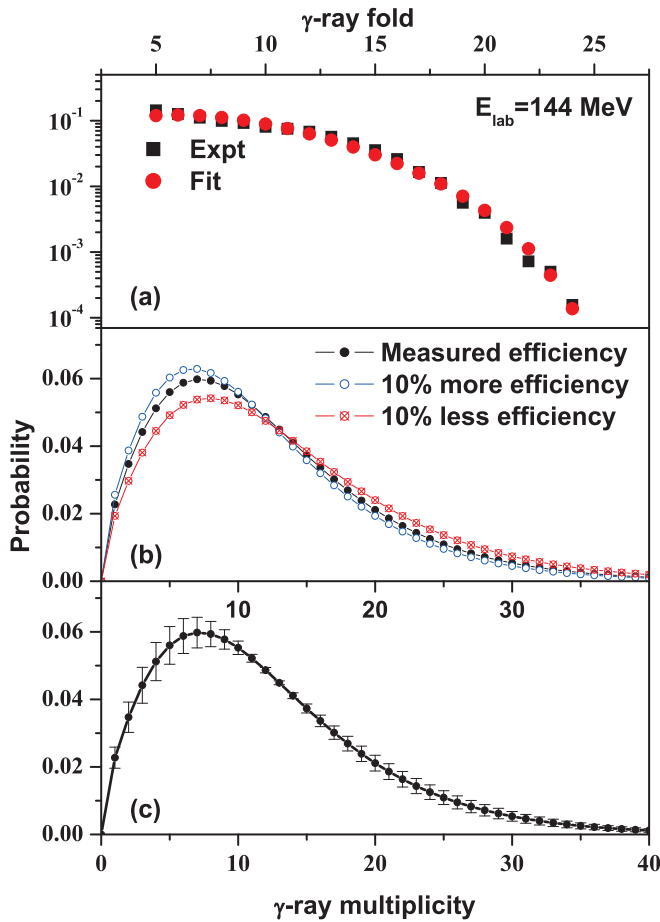 γ-ray fold
5 10 15 20 25
E_lab=144 MeV
10^-1
Expt
10^-2
Fit
10^-3
(a)
10^-4
Measured efficiency
0.06
10% more efficiency
10% less efficiency
0.04
Probability
0.02
(b)
0.00
10 20 30 40
0.06
0.04
0.02
(c)
0.00
0 10 20 30 40
γ-ray multiplicity